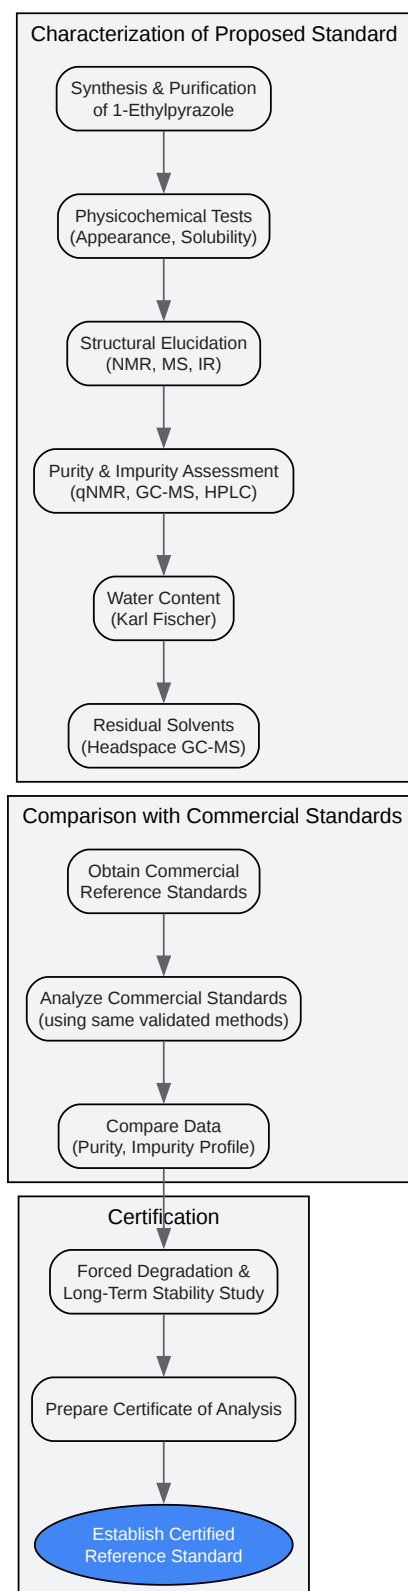 Characterization of Proposed Standard
Synthesis & Purification
of 1-Ethylpyrazole
Physicochemical Tests
(Appearance, Solubility)
Structural Elucidation
(NMR, MS, IR)
Purity & Impurity Assessment
(qNMR, GC-MS, HPLC)
Water Content
(Karl Fischer)
Residual Solvents
(Headspace GC-MS)
Comparison with Commercial Standards
Obtain Commercial
Reference Standards
Analyze Commercial Standards
(using same validated methods)
Compare Data
(Purity, Impurity Profile)
Certification
Forced Degradation &
Long-Term Stability Study
Prepare Certificate of Analysis
Establish Certified
Reference Standard